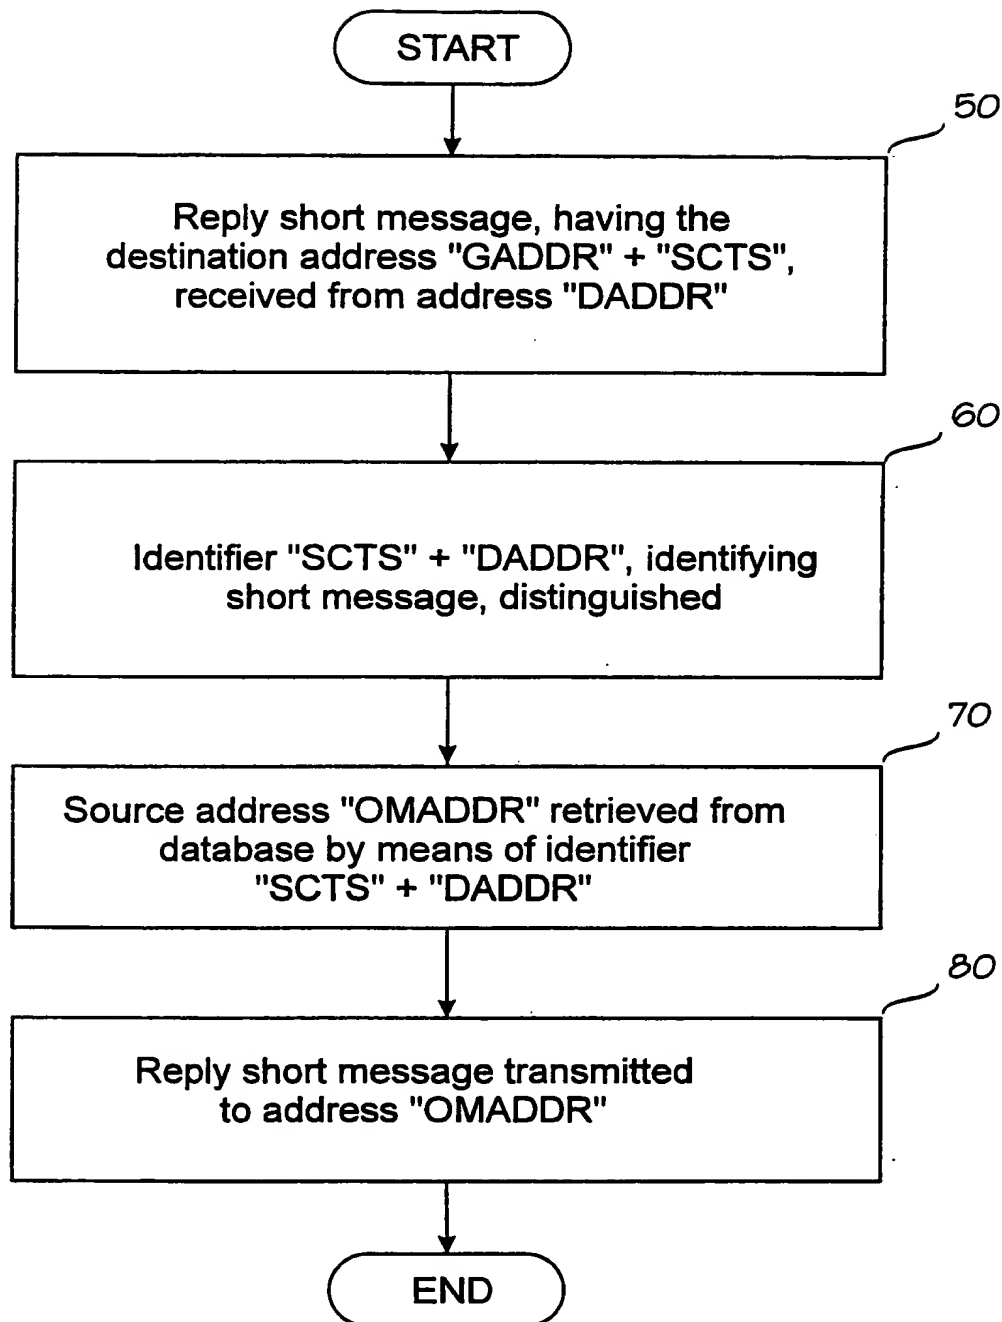 START
50
Reply short message, having the
destination address "GADDR" + "SCTS",
received from address "DADDR"
60
Identifier "SCTS" + "DADDR", identifying
short message, distinguished
70
Source address "OMADDR" retrieved from
database by means of identifier
"SCTS" + "DADDR"
80
Reply short message transmitted
to address "OMADDR"
END